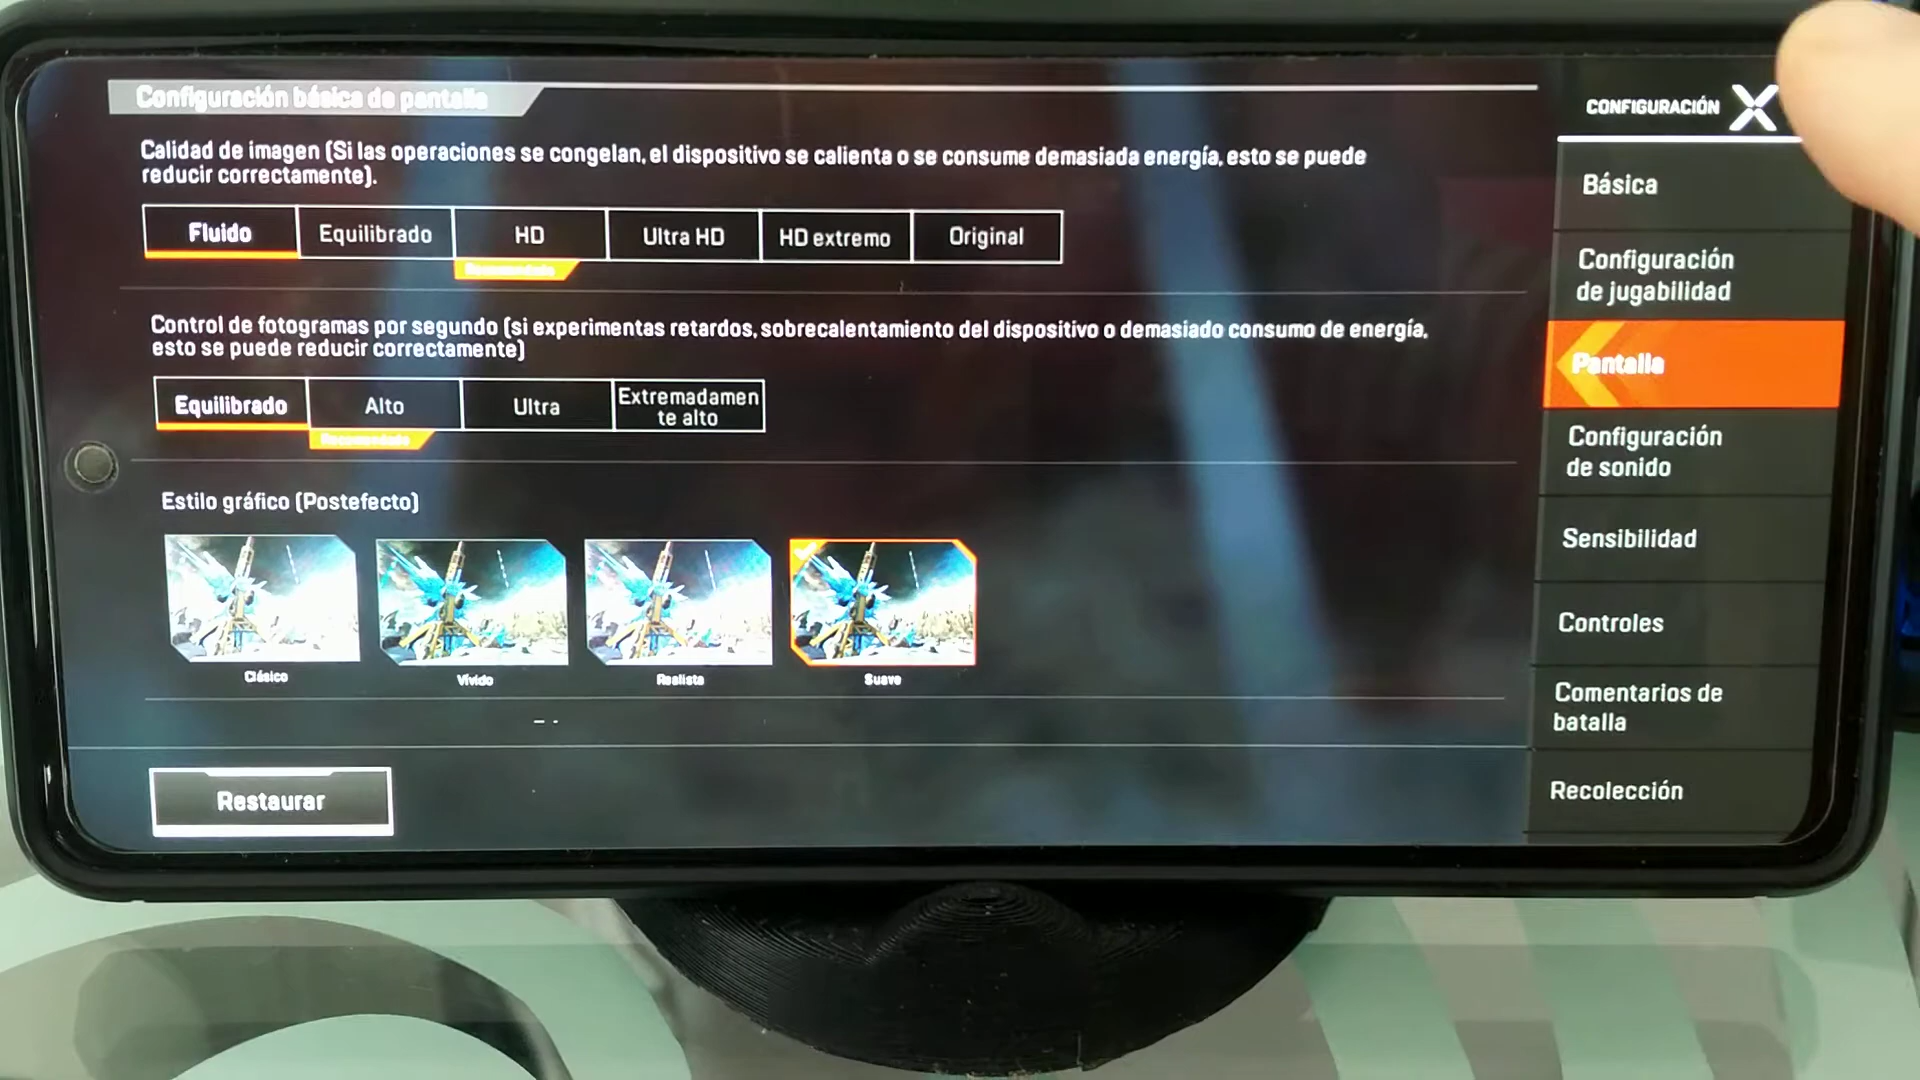 Configuración básica de pantalla
Calidad de imagen (Si las operaciones se congelan, el dispositivo se calienta o se consume demasiada energía, esto se puede
reducir correctamente).
Fluido
Equilibrado
HD
Ultra HD
HD extremo
Original
Recomendado
Control de fotogramas por segundo (si experimentas retardos, sobrecalentamiento del dispositivo o demasiado consumo de energía,
esto se puede reducir correctamente)
Equilibrado
Alto
Ultra
Extremadamen
te alto
Recomendado
Estilo gráfico (Postefecto)
Clásico
Vívido
Realista
Suave
Restaurar
CONFIGURACIÓN
Básica
Configuración
de jugabilidad
Pantalla
Configuración
de sonido
Sensibilidad
Controles
Comentarios de
batalla
Recolección